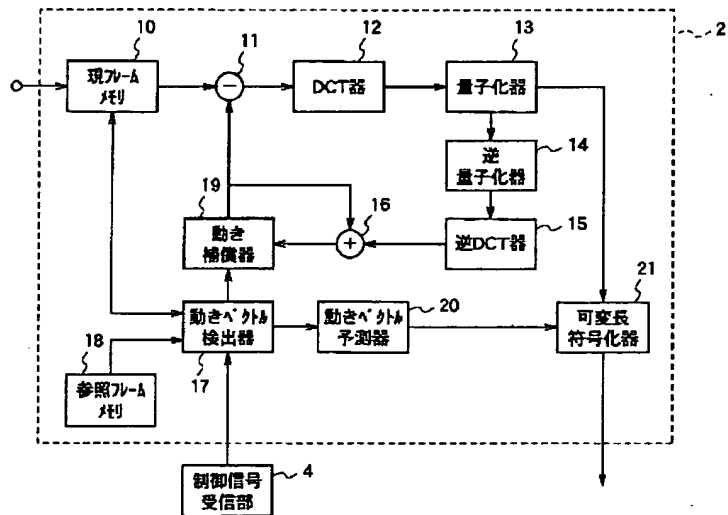 10
現フレーム
メモリ
11
12
DCT器
13
量子化器
2
14
逆
量子化器
19
動き
補償器
16
15
逆DCT器
21
可変長
符号化器
18
参照フレーム
メモリ
動きベクトル
検出器
17
20
動きベクトル
予測器
4
制御信号
受信部